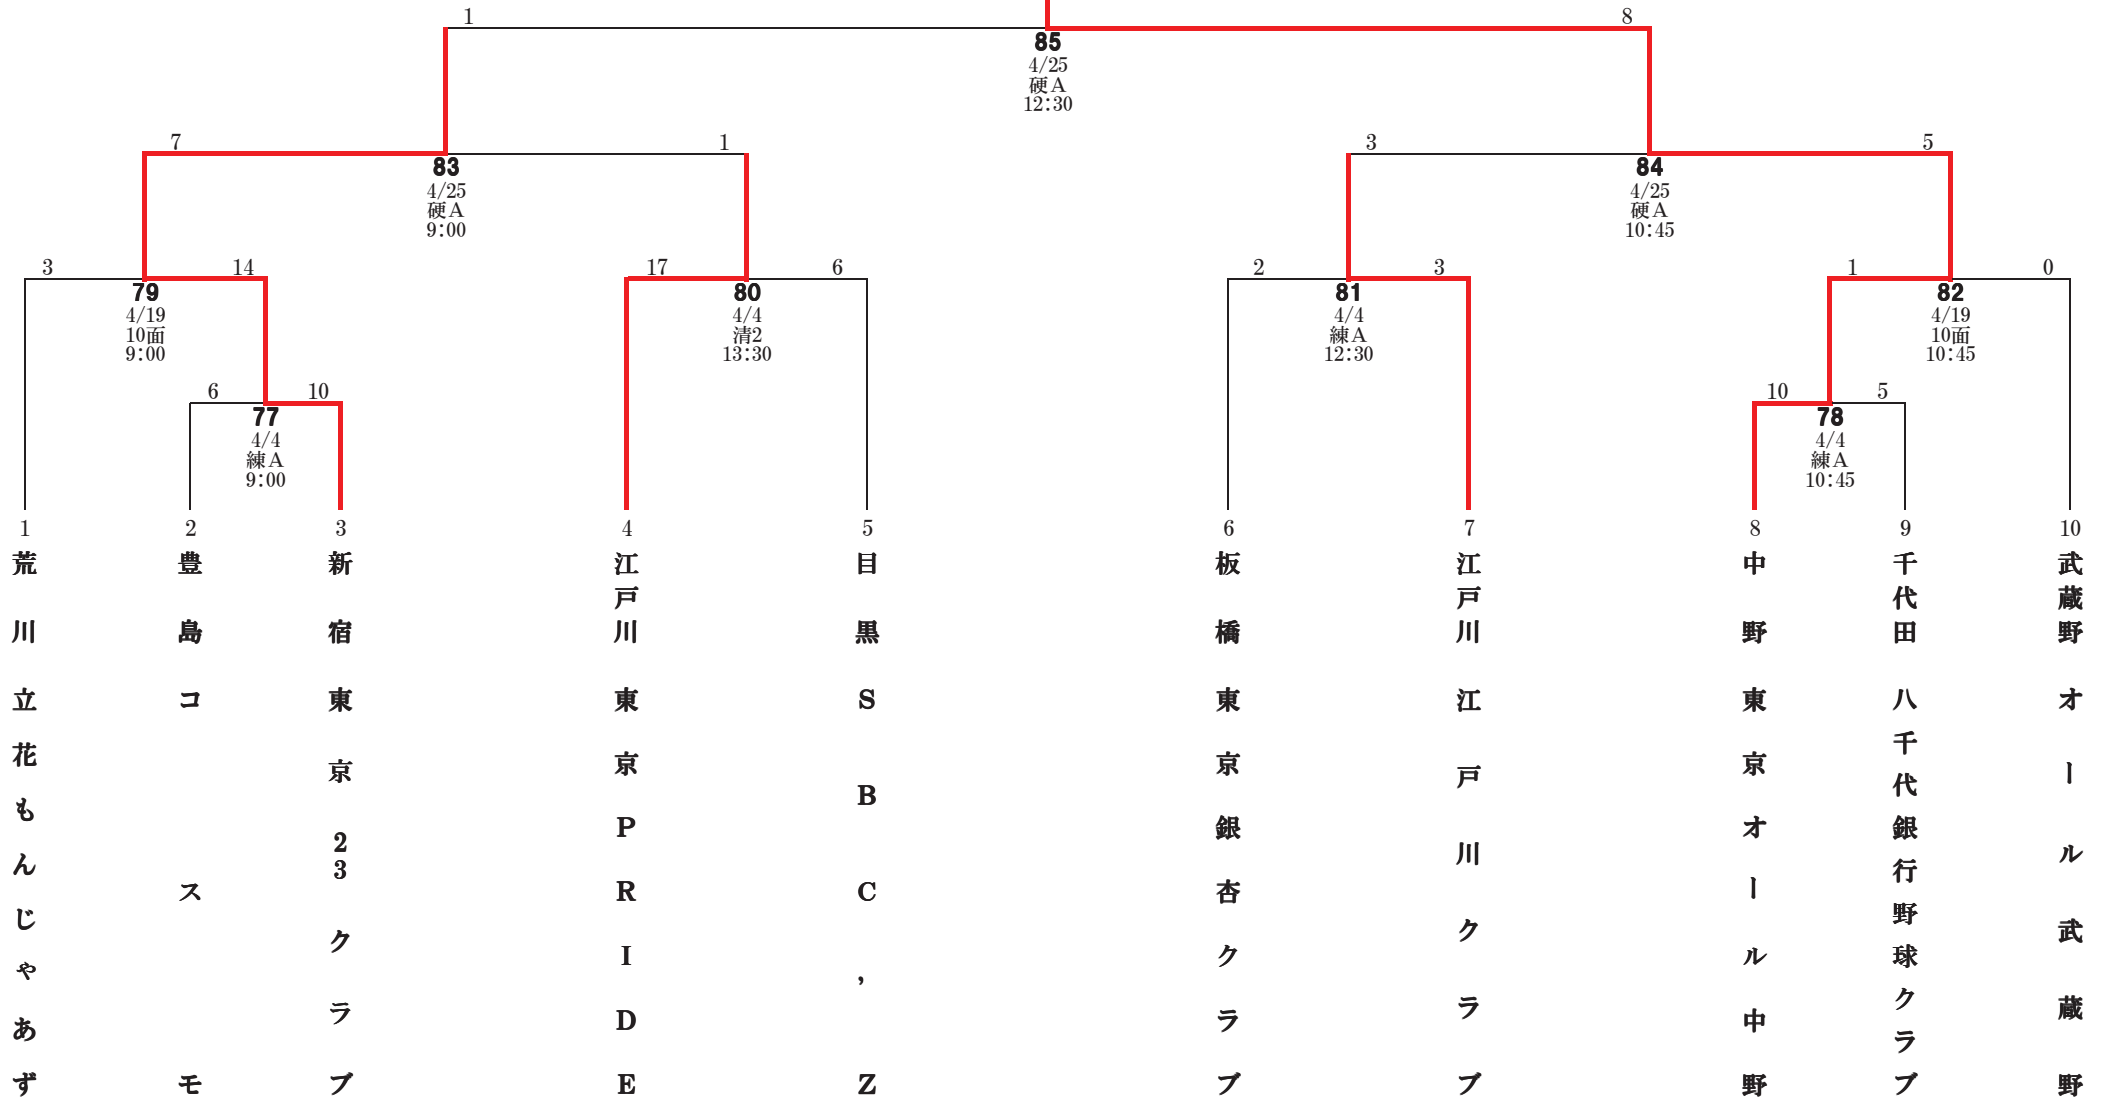 1 8
85
4/25
硬A
12:30
7 1
83
4/25
硬A
9:00
3 5
84
4/25
硬A
10:45
3 14
79
4/19
10面
9:00
17 6
80
4/4
清2
13:30
2 3
81
4/4
練A
12:30
1 0
82
4/19
10面
10:45
6 10
77
4/4
練A
9:00
10 5
78
4/4
練A
10:45
1
荒川 立花もんじゃあず
2
豊島 コスモ
3
新宿 東京23クラブ
4
江戸川 東京PRIDE
5
目黒 SBC,Z
6
板橋 東京銀杏クラブ
7
江戸川 江戸川クラブ
8
中野 東京オール中野
9
千代田 八千代銀行野球クラブ
10
武蔵野 オール武蔵野